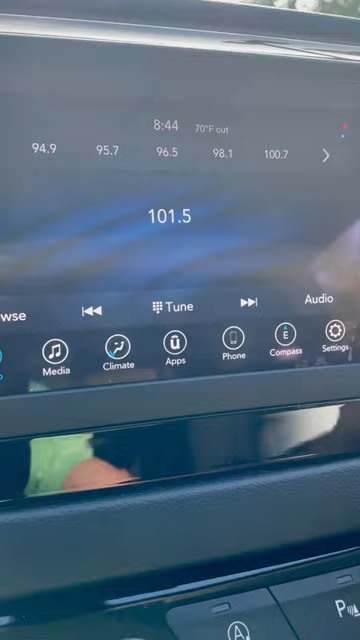 8:44 70°F out
94.9 95.7 96.5 98.1 100.7
101.5
wse Tune Audio
Media Climate Apps Phone E Compass Settings
A P